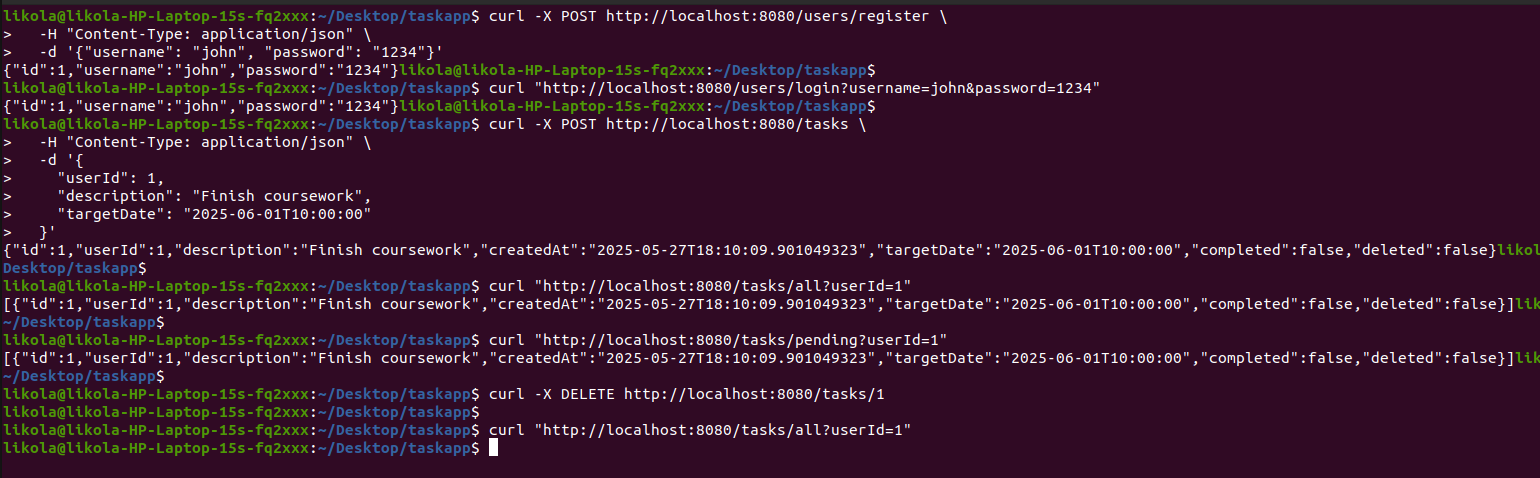 likola@likola-HP-Laptop-15s-fq2xxx:~/Desktop/taskapp$ curl -X POST http://localhost:8080/users/register \
>   -H "Content-Type: application/json" \
>   -d '{"username": "john", "password": "1234"}'
{"id":1,"username":"john","password":"1234"}likola@likola-HP-Laptop-15s-fq2xxx:~/Desktop/taskapp$
likola@likola-HP-Laptop-15s-fq2xxx:~/Desktop/taskapp$ curl "http://localhost:8080/users/login?username=john&password=1234"
{"id":1,"username":"john","password":"1234"}likola@likola-HP-Laptop-15s-fq2xxx:~/Desktop/taskapp$
likola@likola-HP-Laptop-15s-fq2xxx:~/Desktop/taskapp$ curl -X POST http://localhost:8080/tasks \
>   -H "Content-Type: application/json" \
>   -d '{
>     "userId": 1,
>     "description": "Finish coursework",
>     "targetDate": "2025-06-01T10:00:00"
>   }'
{"id":1,"userId":1,"description":"Finish coursework","createdAt":"2025-05-27T18:10:09.901049323","targetDate":"2025-06-01T10:00:00","completed":false,"deleted":false}likol
Desktop/taskapp$
likola@likola-HP-Laptop-15s-fq2xxx:~/Desktop/taskapp$ curl "http://localhost:8080/tasks/all?userId=1"
[{"id":1,"userId":1,"description":"Finish coursework","createdAt":"2025-05-27T18:10:09.901049323","targetDate":"2025-06-01T10:00:00","completed":false,"deleted":false}]lik
~/Desktop/taskapp$
likola@likola-HP-Laptop-15s-fq2xxx:~/Desktop/taskapp$ curl "http://localhost:8080/tasks/pending?userId=1"
[{"id":1,"userId":1,"description":"Finish coursework","createdAt":"2025-05-27T18:10:09.901049323","targetDate":"2025-06-01T10:00:00","completed":false,"deleted":false}]lik
~/Desktop/taskapp$
likola@likola-HP-Laptop-15s-fq2xxx:~/Desktop/taskapp$ curl -X DELETE http://localhost:8080/tasks/1
likola@likola-HP-Laptop-15s-fq2xxx:~/Desktop/taskapp$
likola@likola-HP-Laptop-15s-fq2xxx:~/Desktop/taskapp$ curl "http://localhost:8080/tasks/all?userId=1"
likola@likola-HP-Laptop-15s-fq2xxx:~/Desktop/taskapp$